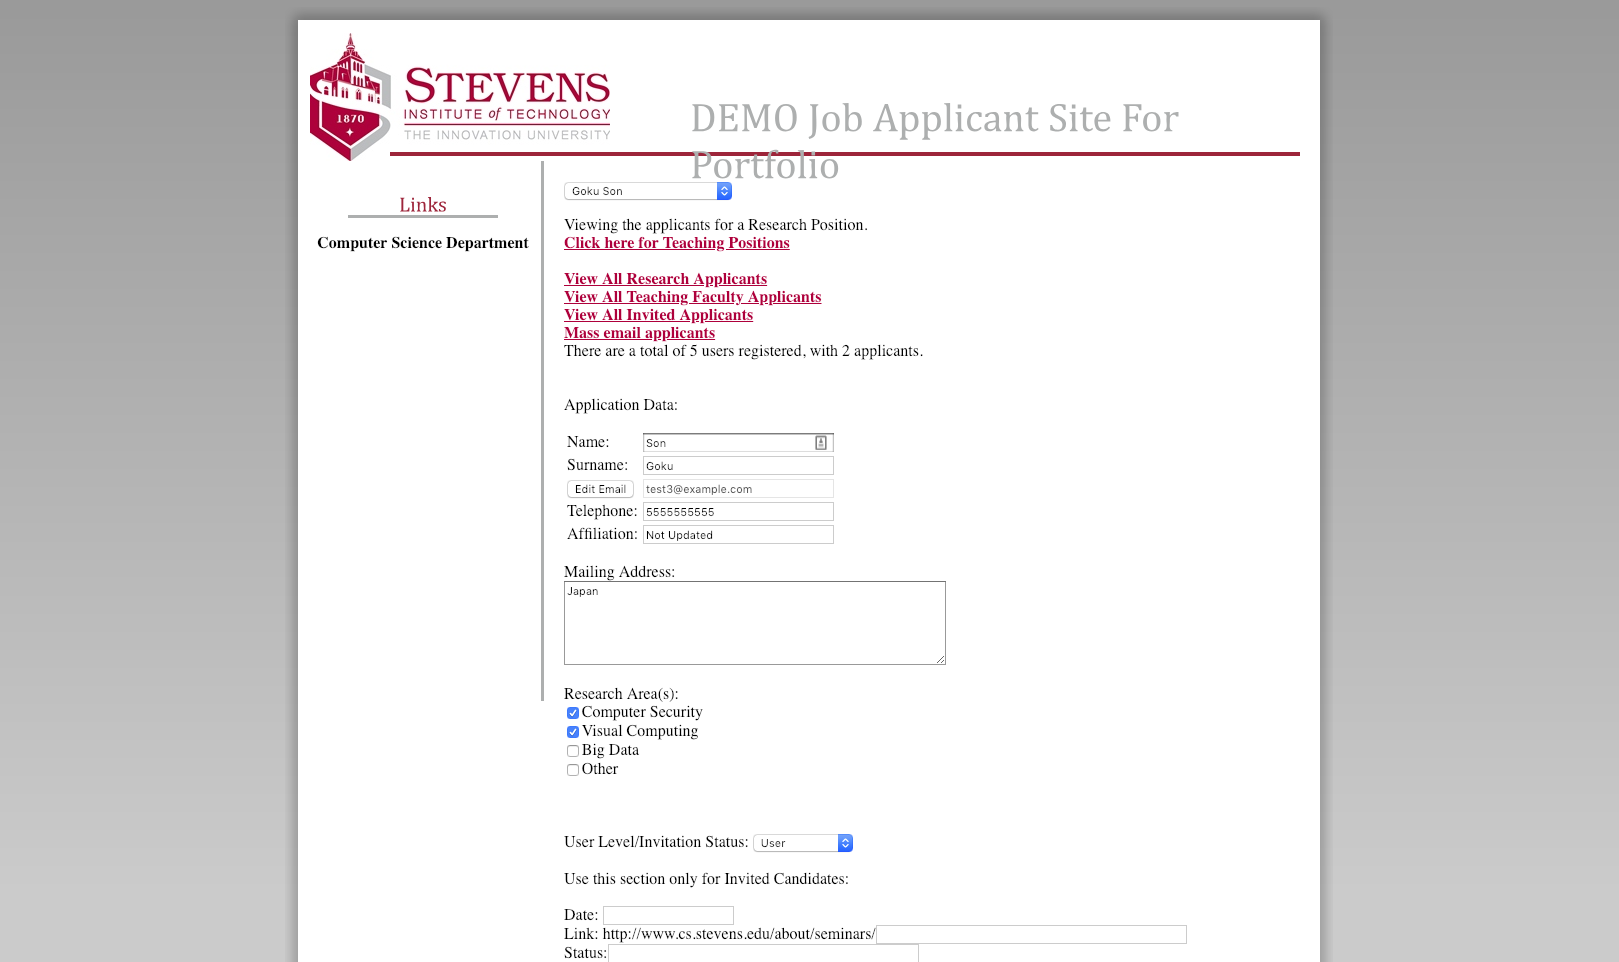 1870
STEVENS
INSTITUTE of TECHNOLOGY
THE INNOVATION UNIVERSITY
DEMO Job Applicant Site For
Portfolio
Links
Computer Science Department
Goku Son
Viewing the applicants for a Research Position.
Click here for Teaching Positions
View All Research Applicants
View All Teaching Faculty Applicants
View All Invited Applicants
Mass email applicants
There are a total of 5 users registered, with 2 applicants.
Application Data:
Name: Son
Surname: Goku
Edit Email test3@example.com
Telephone: 5555555555
Affiliation: Not Updated
Mailing Address:
Japan
Research Area(s):
Computer Security
Visual Computing
Big Data
Other
User Level/Invitation Status: User
Use this section only for Invited Candidates:
Date:
Link: http://www.cs.stevens.edu/about/seminars/
Status: